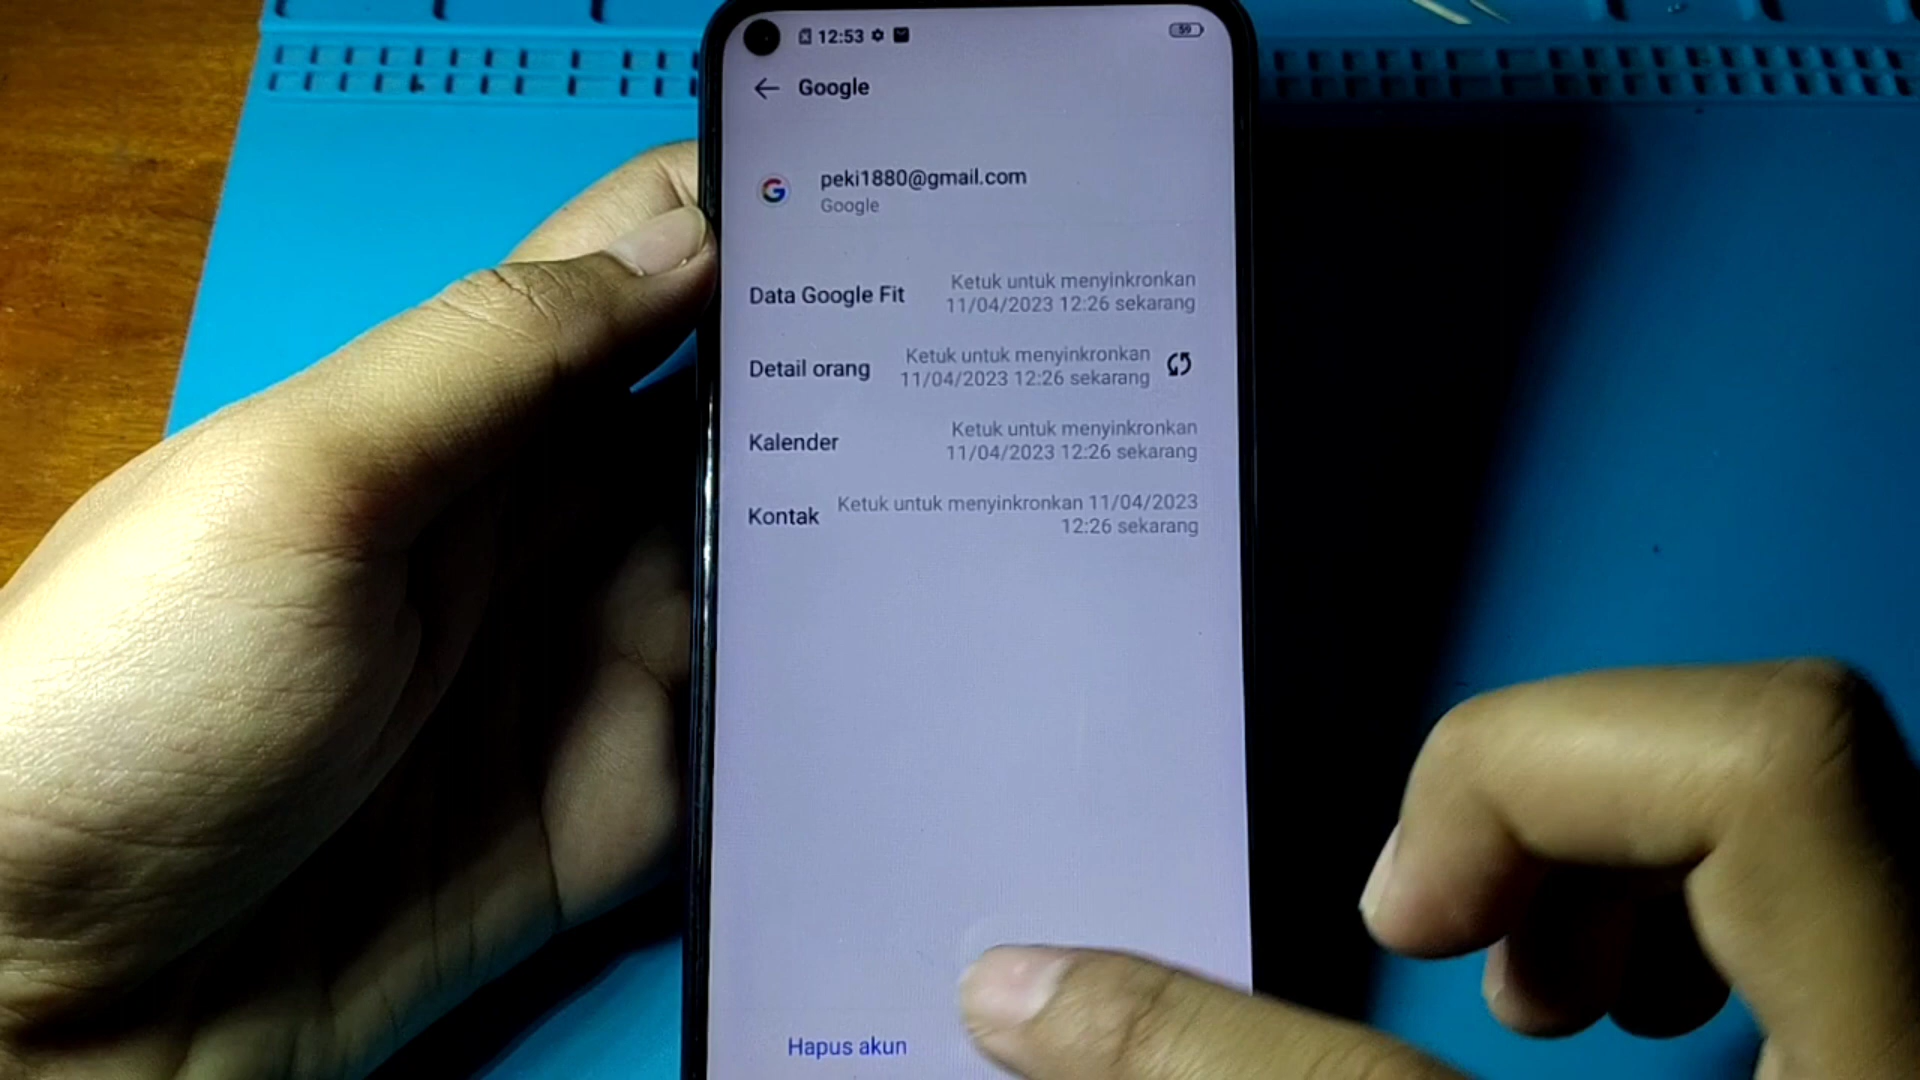 12:53
59
Google
peki1880@gmail.com
Google
Data Google Fit
Ketuk untuk menyinkronkan
11/04/2023 12:26 sekarang
Detail orang
Ketuk untuk menyinkronkan
11/04/2023 12:26 sekarang
Kalender
Ketuk untuk menyinkronkan
11/04/2023 12:26 sekarang
Kontak
Ketuk untuk menyinkronkan 11/04/2023
12:26 sekarang
Hapus akun